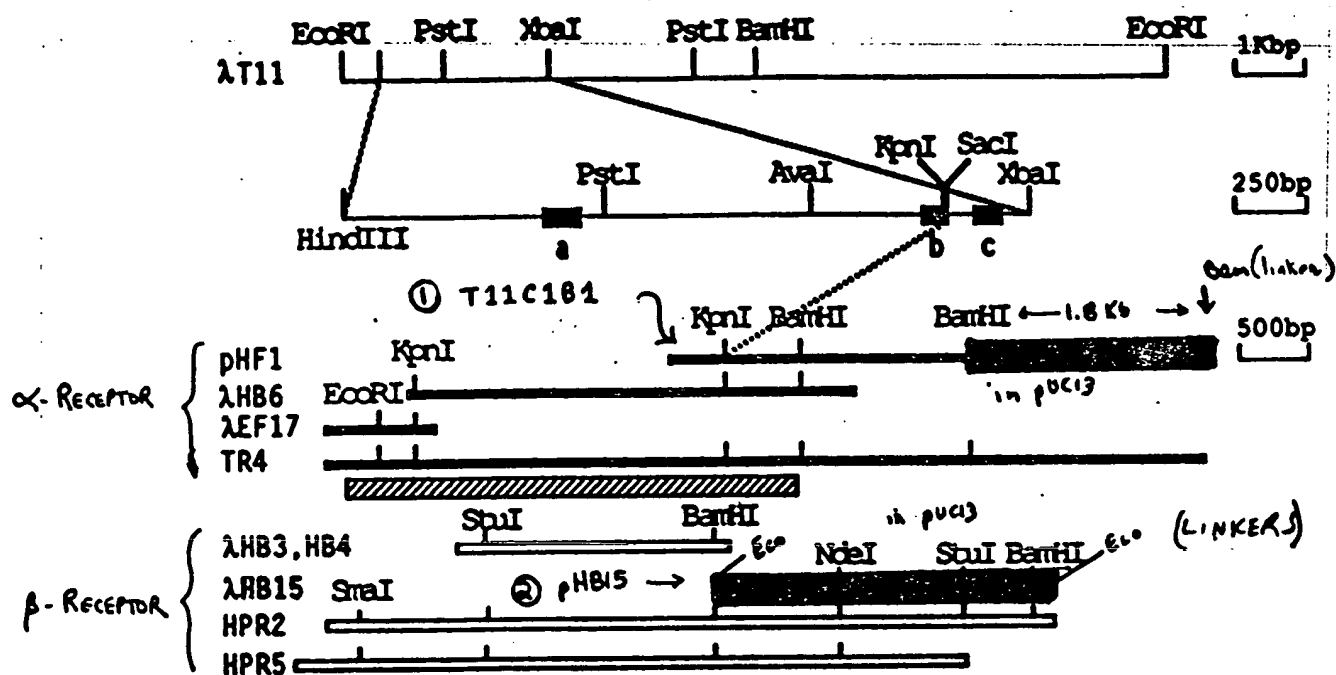 EcoRI PstI XbaI PstI BamHI EcoRI
1Kbp
λT11
KpnI SacI
PstI AvaI XbaI
250bp
HindIII a b c
Bam(linker)
① T11C1B1
KpnI BamHI BamHI ←1.8 Kb→
500bp
pHF1
KpnI
in pUC13
α-RECEPTOR
λHB6
EcoRI
λEF17
TR4
StuI BamHI in pUC13
λHB3,HB4
Eco NdeI StuI BamHI Eco (LINKERS)
λHB15 SmaI ② pHB15 →
β-RECEPTOR
HPR2
HPR5